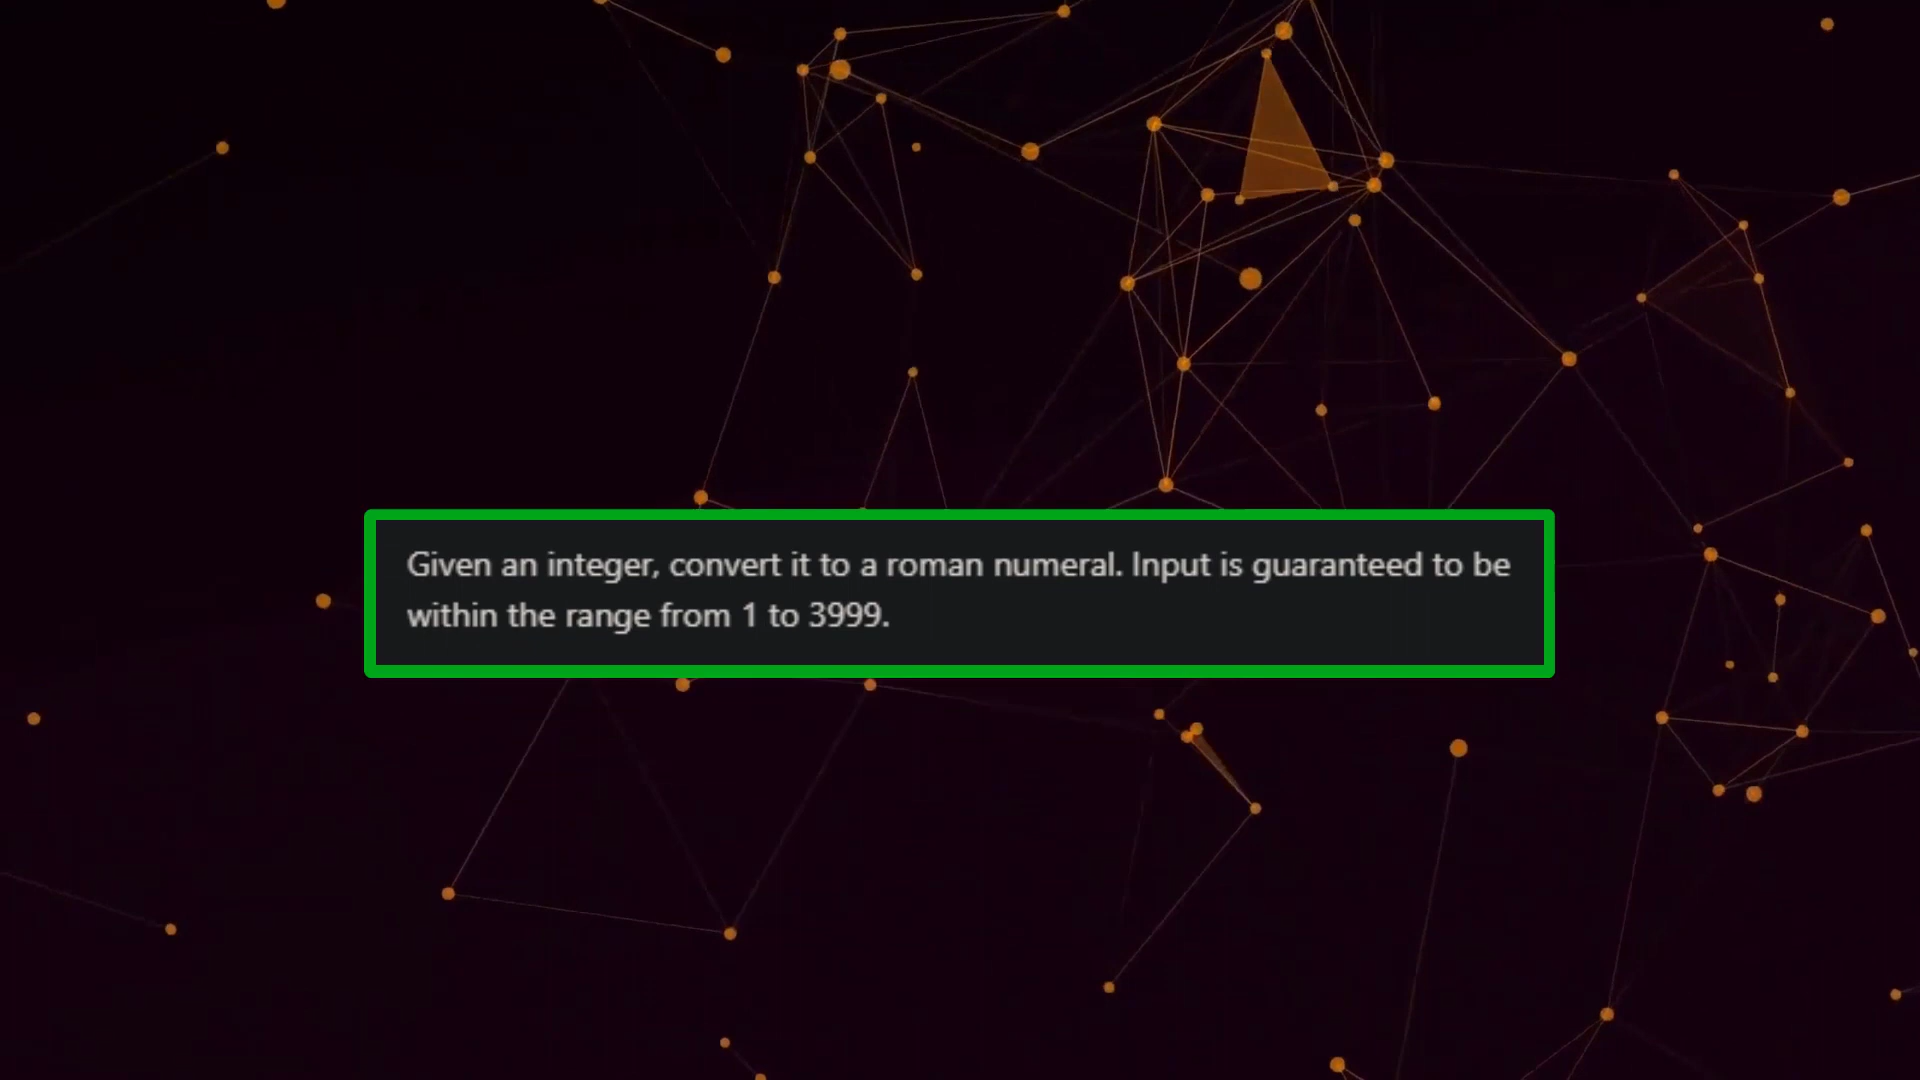 Given an integer, convert it to a roman numeral. Input is guaranteed to be
within the range from 1 to 3999.